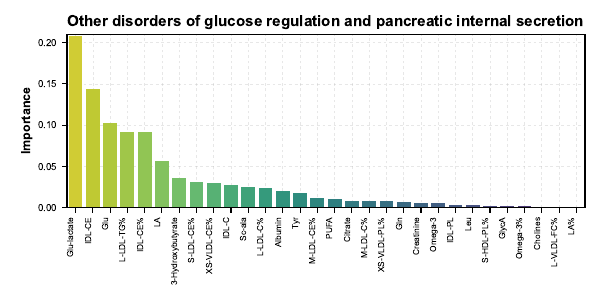 Other disorders of glucose regulation and pancreatic internal secretion
Importance
0.20
0.15
0.10
0.05
0.00
Glu-lactate
IDL-CE
Glu
L-LDL-TG%
IDL-CE%
LA
3-Hydroxybutyrate
S-LDL-CE%
XS-VLDL-CE%
IDL-C
Sc-ala
L-LDL-C%
Albumin
Tyr
M-LDL-CE%
PUFA
Citrate
M-LDL-C%
XS-VLDL-PL%
Gln
Creatinine
Omega-3
IDL-PL
Leu
S-HDL-PL%
GlycA
Omega-3%
Cholines
L-VLDL-FC%
LA%